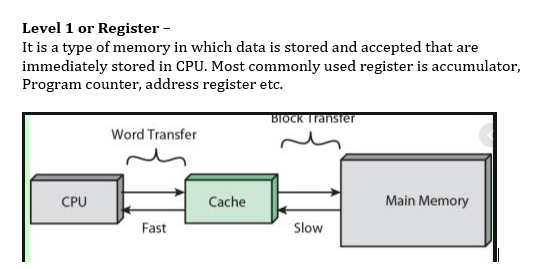 Level 1 or Register –
It is a type of memory in which data is stored and accepted that are
immediately stored in CPU. Most commonly used register is accumulator,
Program counter, address register etc.
Block Transfer
Word Transfer
CPU
Cache
Main Memory
Fast
Slow